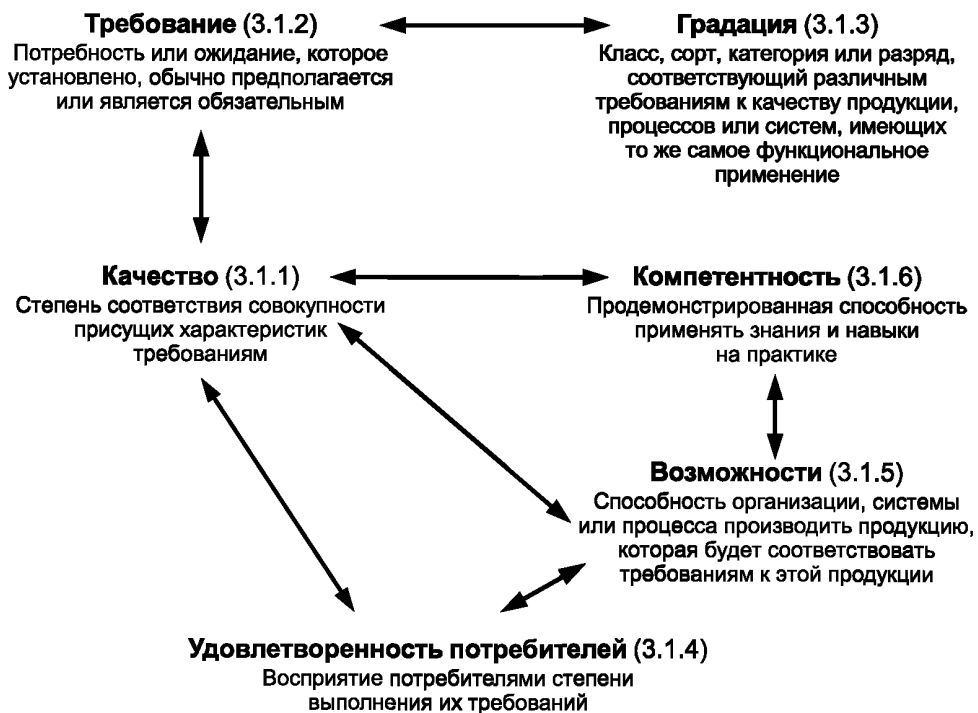 Требование (3.1.2)
Потребность или ожидание, которое
установлено, обычно предполагается
или является обязательным
Градация (3.1.3)
Класс, сорт, категория или разряд,
соответствующий различным
требованиям к качеству продукции,
процессов или систем, имеющих
то же самое функциональное
применение
Качество (3.1.1)
Степень соответствия совокупности
присущих характеристик
требованиям
Компетентность (3.1.6)
Продемонстрированная способность
применять знания и навыки
на практике
Возможности (3.1.5)
Способность организации, системы
или процесса производить продукцию,
которая будет соответствовать
требованиям к этой продукции
Удовлетворенность потребителей (3.1.4)
Восприятие потребителями степени
выполнения их требований